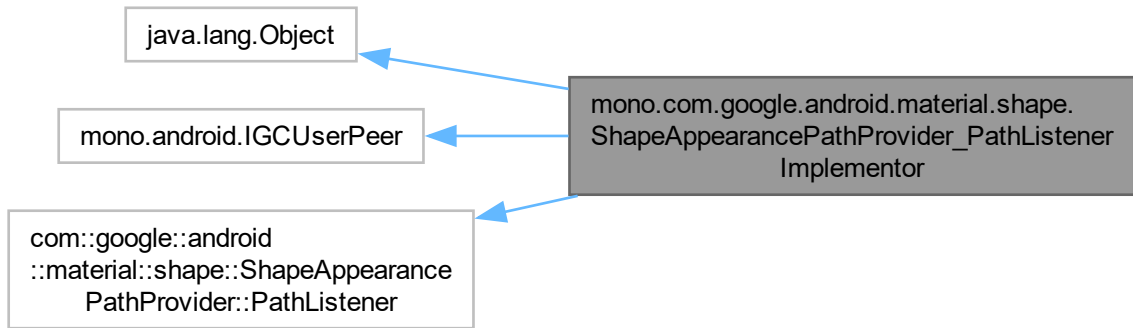 java.lang.Object
mono.android.IGCUserPeer
com::google::android
::material::shape::ShapeAppearance
PathProvider::PathListener
mono.com.google.android.material.shape.
ShapeAppearancePathProvider_PathListener
Implementor